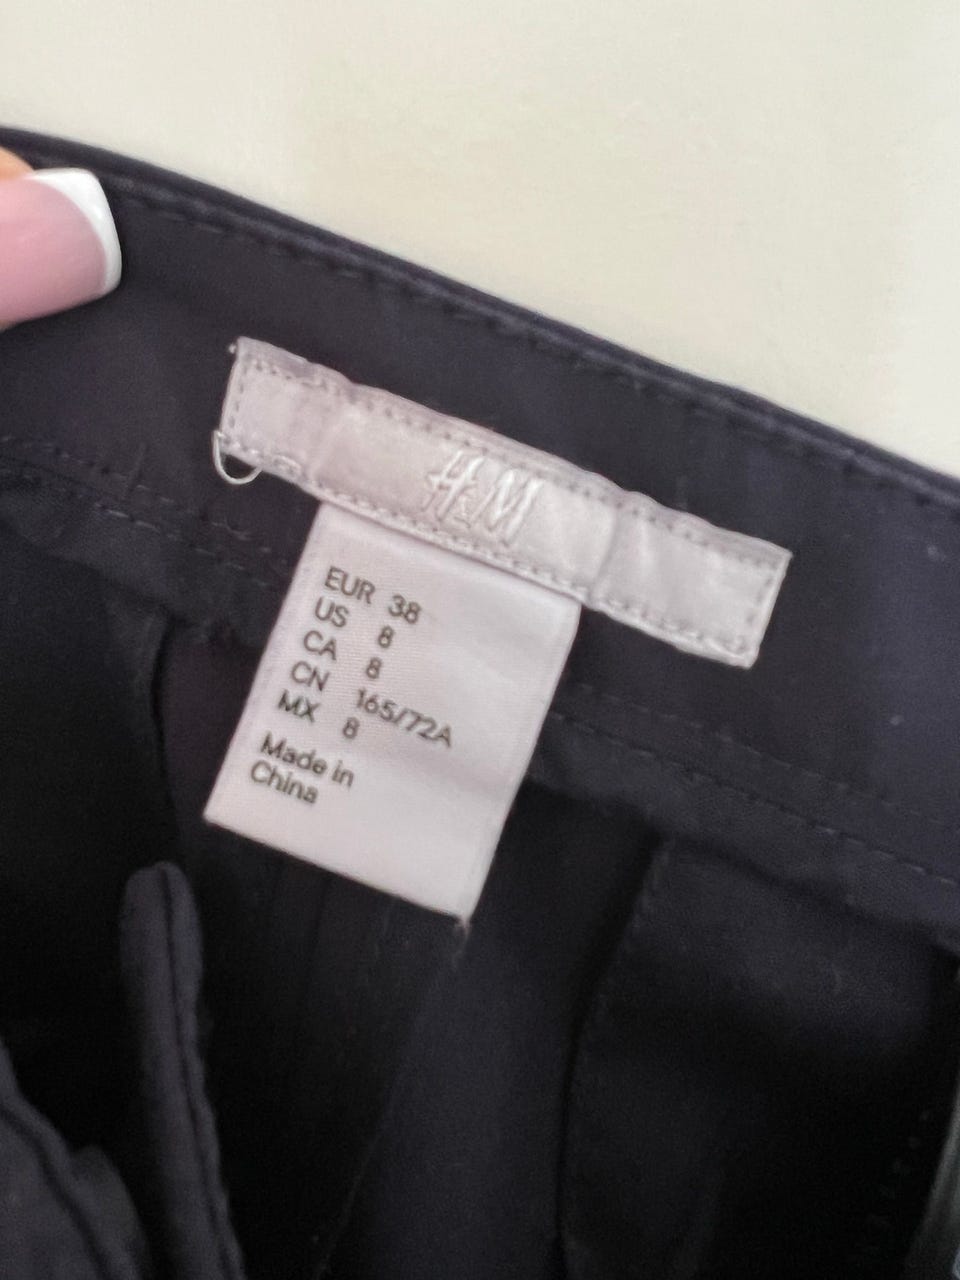 H&M
EUR 38
US 8
CA 8
CN 165/72A
MX 8
Made in
China